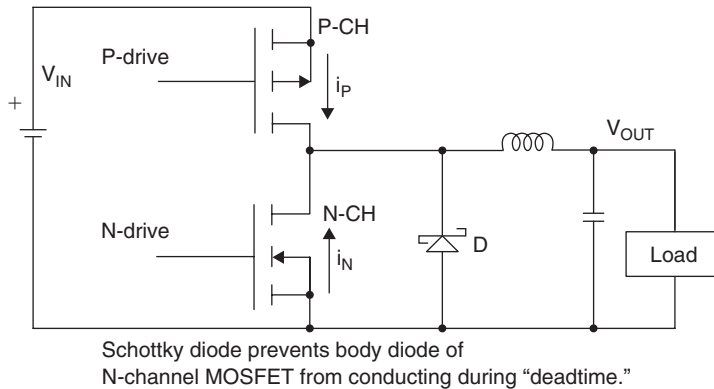 P-CH
P-drive
V_IN
i_P
+
V_OUT
N-CH
N-drive
i_N
D
Load
Schottky diode prevents body diode of
N-channel MOSFET from conducting during “deadtime.”